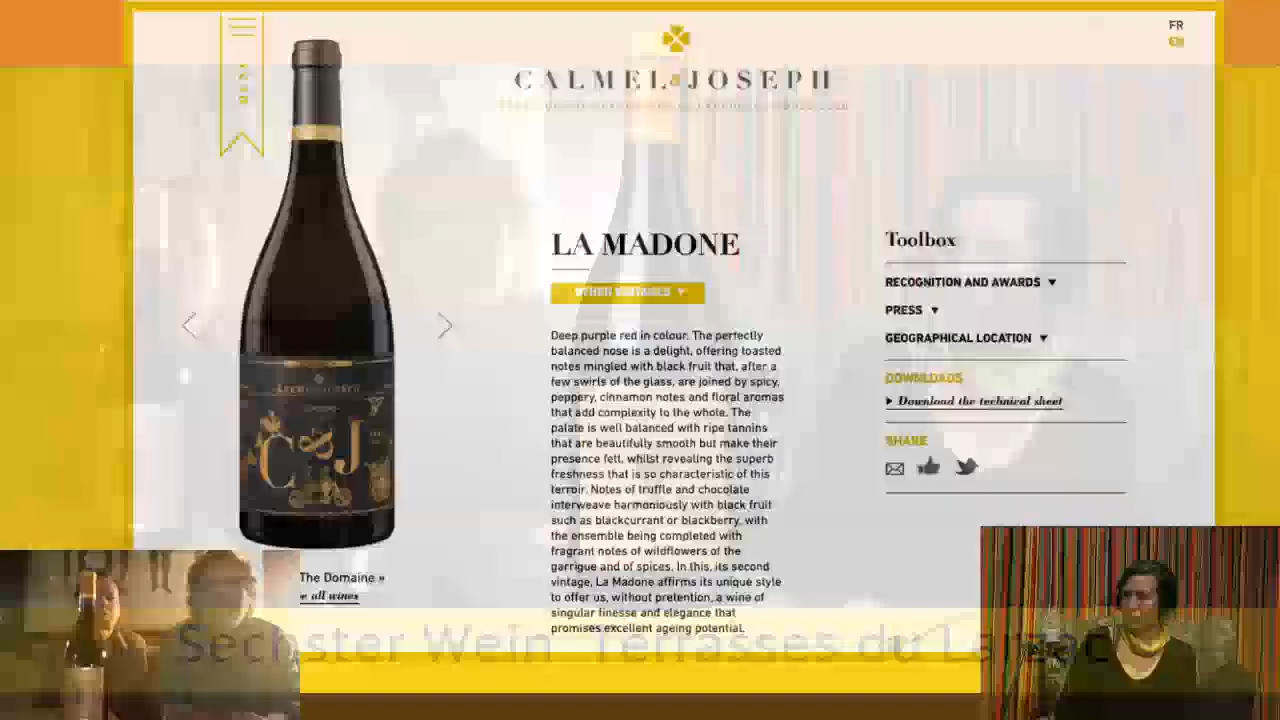 FR
EN
CALMEL & JOSEPH
LA MADONE
OTHER VINTAGES ▼
Deep purple red in colour. The perfectly
balanced nose is a delight, offering toasted
notes mingled with black fruit that, after a
few swirls of the glass, are joined by spicy,
peppery, cinnamon notes and floral aromas
that add complexity to the whole. The
palate is well balanced with ripe tannins
that are beautifully smooth but make their
presence felt, whilst revealing the superb
freshness that is so characteristic of this
terroir. Notes of truffle and chocolate
interweave harmoniously with black fruit
such as blackcurrant or blackberry, with
the ensemble being completed with
fragrant notes of wildflowers of the
garrigue and of spices. In this, its second
vintage, La Madone affirms its unique style
to offer us, without pretention, a wine of
singular finesse and elegance that
promises excellent ageing potential.
Toolbox
RECOGNITION AND AWARDS ▼
PRESS ▼
GEOGRAPHICAL LOCATION ▼
DOWNLOADS
Download the technical sheet
SHARE
C & J
The Domaine »
all wines
Sechster Wein: Terrasses du Larzac